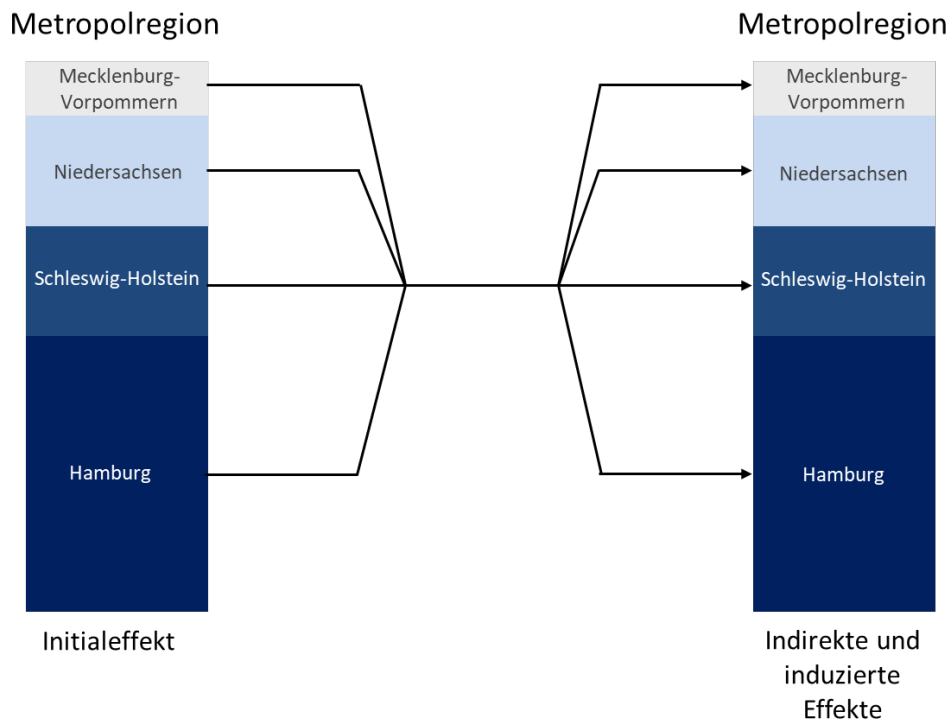 Metropolregion
Mecklenburg-
Vorpommern
Niedersachsen
Schleswig-Holstein
Hamburg
Initialeffekt
Metropolregion
Mecklenburg-
Vorpommern
Niedersachsen
Schleswig-Holstein
Hamburg
Indirekte und
induzierte
Effekte